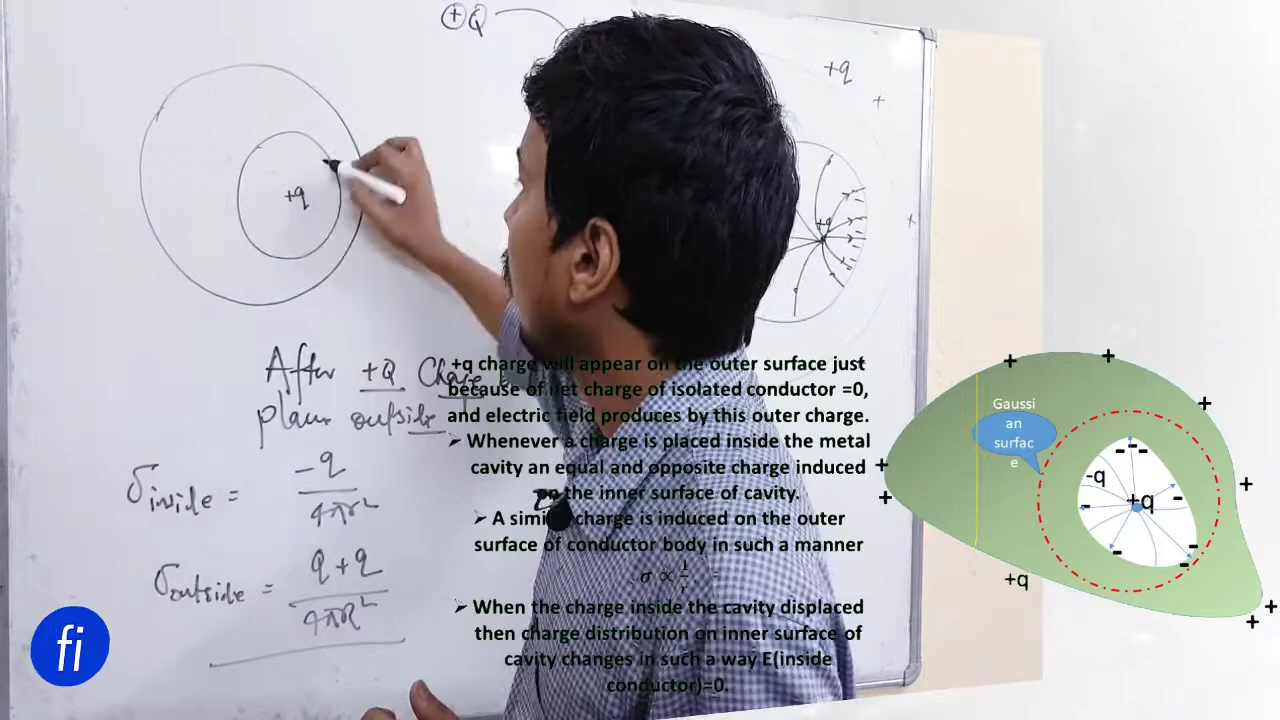 +Q
+q
+q
+q
After +Q
outside
σinside = -q / 4πr²
σoutside = Q+q / 4πR²
+q charge will appear on the outer surface just
because of net charge of isolated conductor =0,
and electric field produces by this outer charge.
➢ Whenever a charge is placed inside the metal
cavity an equal and opposite charge induced
on the inner surface of cavity.
➢ A similar charge is induced on the outer
surface of conductor body in such a manner
σ ∝ 1/r
➢ When the charge inside the cavity displaced
then charge distribution on inner surface of
cavity changes in such a way E(inside
conductor)=0.
Gaussi
an
surfac
e
-q
+q
+q
fi